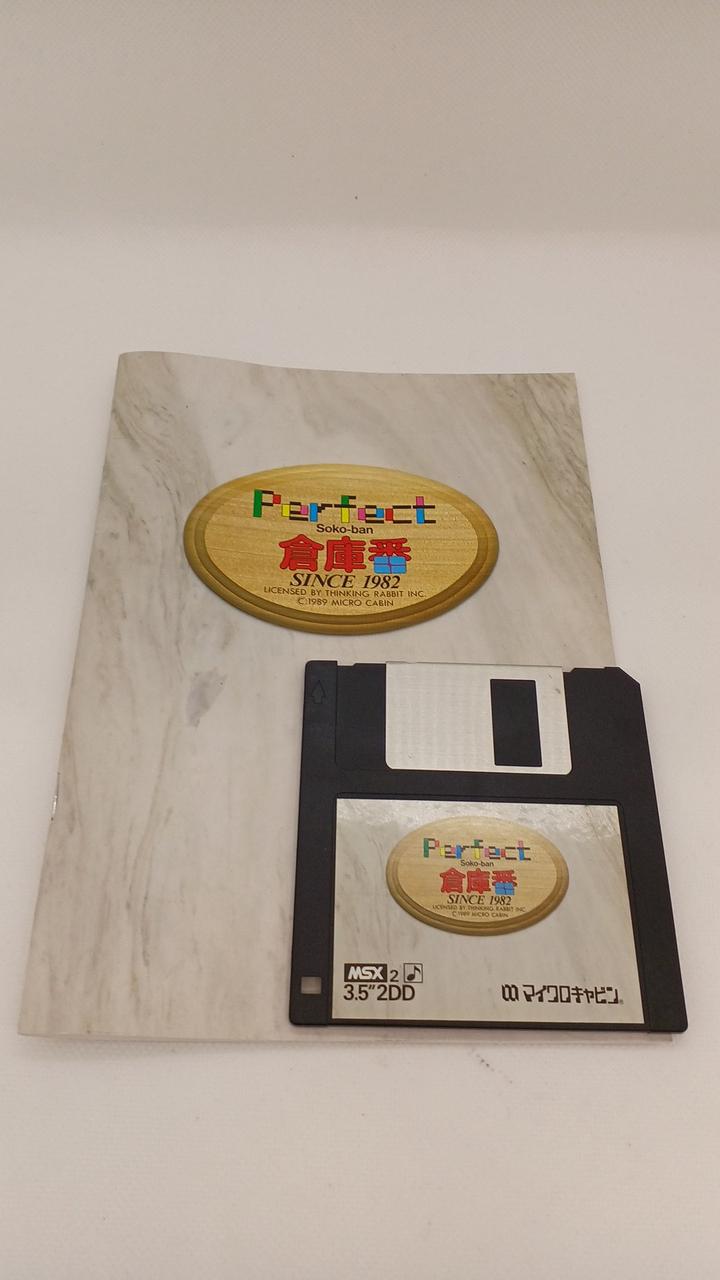 Perfect
Soko-ban
倉庫番
SINCE 1982
LICENSED BY THINKING RABBIT INC.
©1989 MICRO CABIN
Perfect
Soko-ban
倉庫番
SINCE 1982
LICENSED BY THINKING RABBIT INC.
©1989 MICRO CABIN
MSX 2
3.5"2DD
マイクロキャビン®